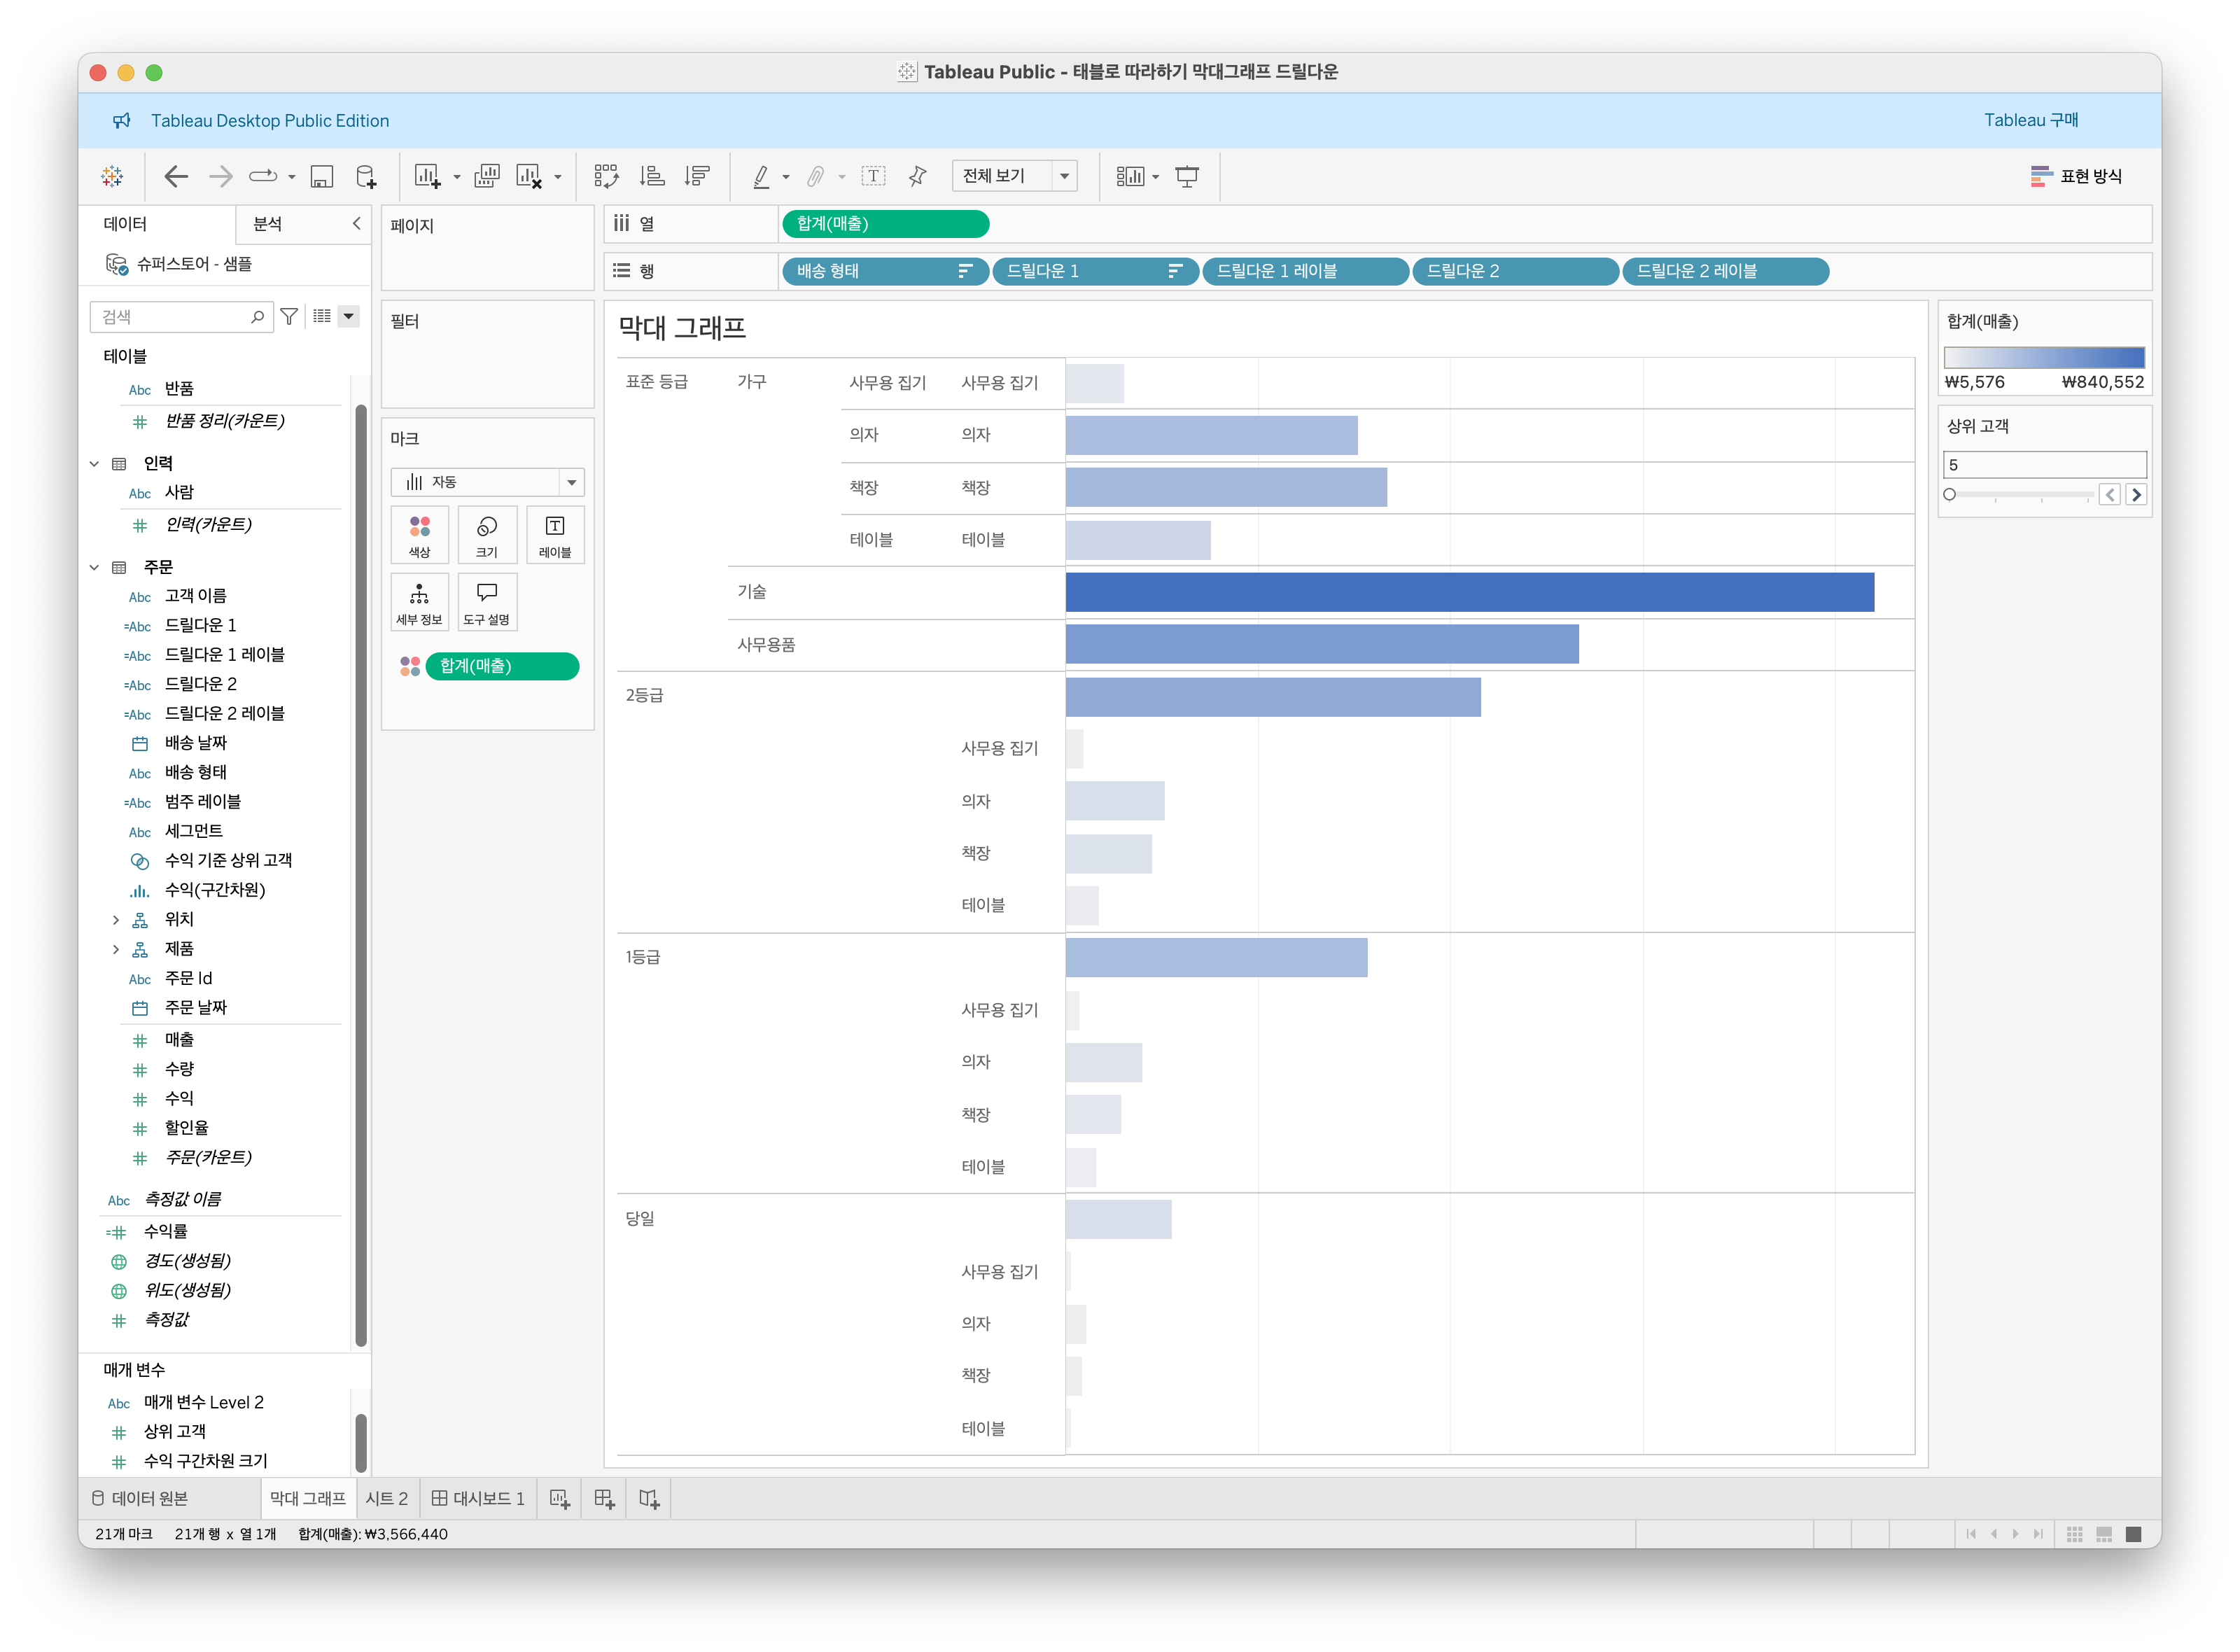 Tableau Public - 태블로 따라하기 막대그래프 드릴다운
Tableau Desktop Public Edition
Tableau 구매
전체 보기
표현 방식
데이터
분석
슈퍼스토어 - 샘플
검색
테이블
Abc 반품
반품 정리(카운트)
인력
Abc 사람
인력(카운트)
주문
Abc 고객 이름
=Abc 드릴다운 1
=Abc 드릴다운 1 레이블
=Abc 드릴다운 2
=Abc 드릴다운 2 레이블
배송 날짜
Abc 배송 형태
=Abc 범주 레이블
Abc 세그먼트
수익 기준 상위 고객
수익(구간차원)
위치
제품
Abc 주문 Id
주문 날짜
매출
수량
수익
할인율
주문(카운트)
Abc 측정값 이름
수익률
경도(생성됨)
위도(생성됨)
측정값
매개 변수
Abc 매개 변수 Level 2
상위 고객
수익 구간차원 크기
페이지
필터
마크
자동
색상
크기
T
레이블
세부 정보
도구 설명
합계(매출)
열
합계(매출)
행
배송 형태
드릴다운 1
드릴다운 1 레이블
드릴다운 2
드릴다운 2 레이블
막대 그래프
표준 등급 가구 사무용 집기 사무용 집기
의자 의자
책장 책장
테이블 테이블
기술
사무용품
2등급
사무용 집기
의자
책장
테이블
1등급
사무용 집기
의자
책장
테이블
당일
사무용 집기
의자
책장
테이블
합계(매출)
₩5,576 ₩840,552
상위 고객
5
데이터 원본
막대 그래프
시트 2
대시보드 1
21개 마크 21개 행 x 열 1개 합계(매출): ₩3,566,440